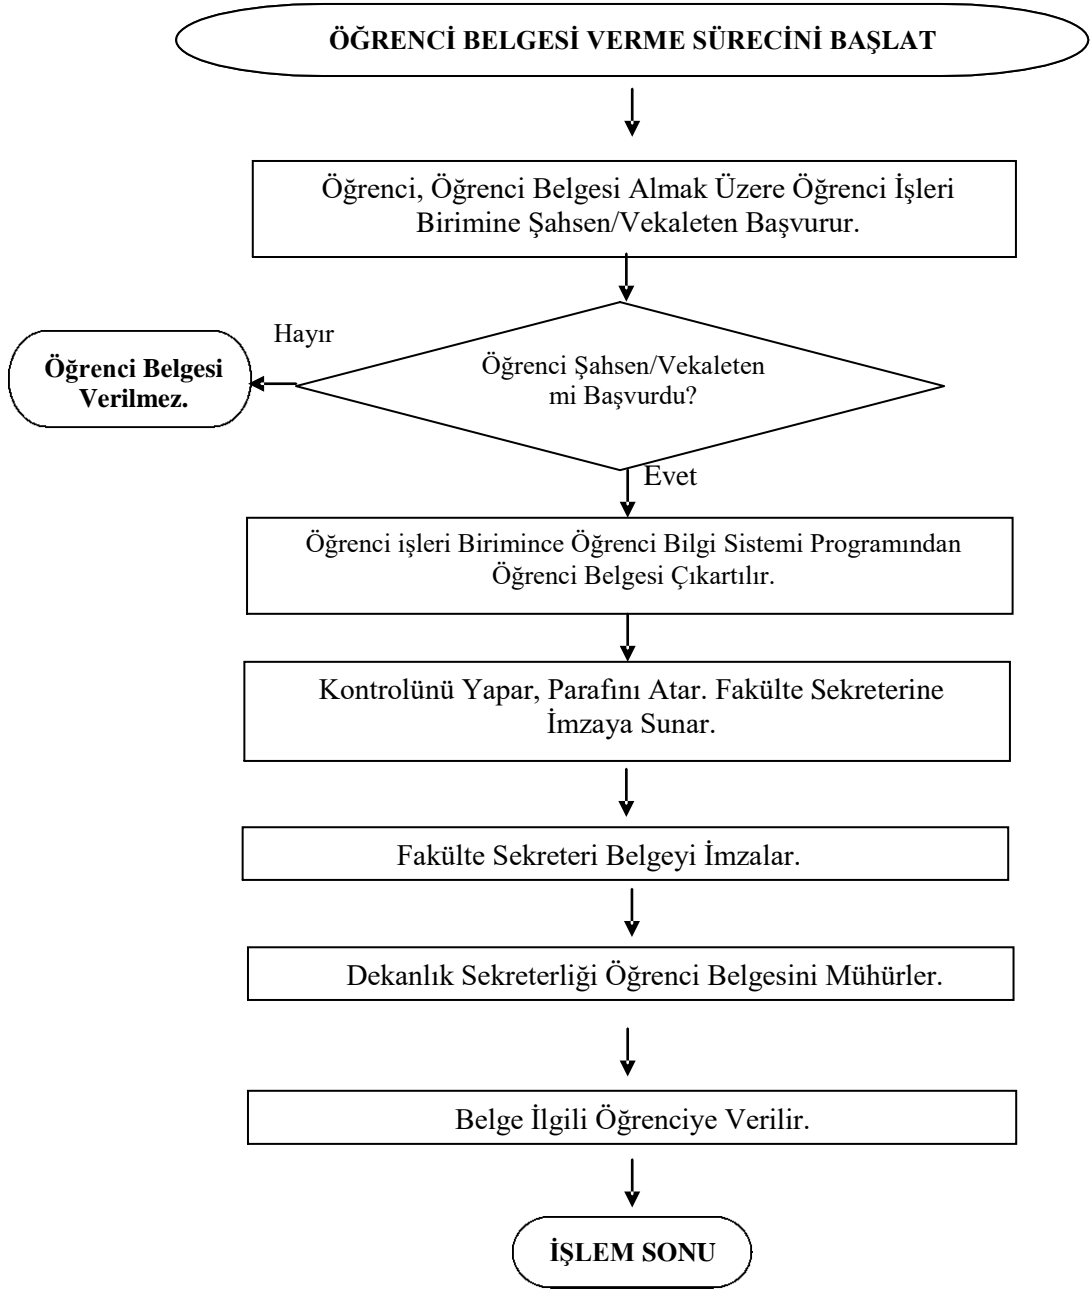 ÖĞRENCİ BELGESİ VERME SÜRECİNİ BAŞLAT
Öğrenci, Öğrenci Belgesi Almak Üzere Öğrenci İşleri
Birimine Şahsen/Vekaleten Başvurur.
Hayır
Öğrenci Belgesi
Verilmez.
Öğrenci Şahsen/Vekaleten
mi Başvurdu?
Evet
Öğrenci işleri Birimince Öğrenci Bilgi Sistemi Programından
Öğrenci Belgesi Çıkartılır.
Kontrolünü Yapar, Parafını Atar. Fakülte Sekreterine
İmzaya Sunar.
Fakülte Sekreteri Belgeyi İmzalar.
Dekanlık Sekreterliği Öğrenci Belgesini Mühürler.
Belge İlgili Öğrenciye Verilir.
İŞLEM SONU